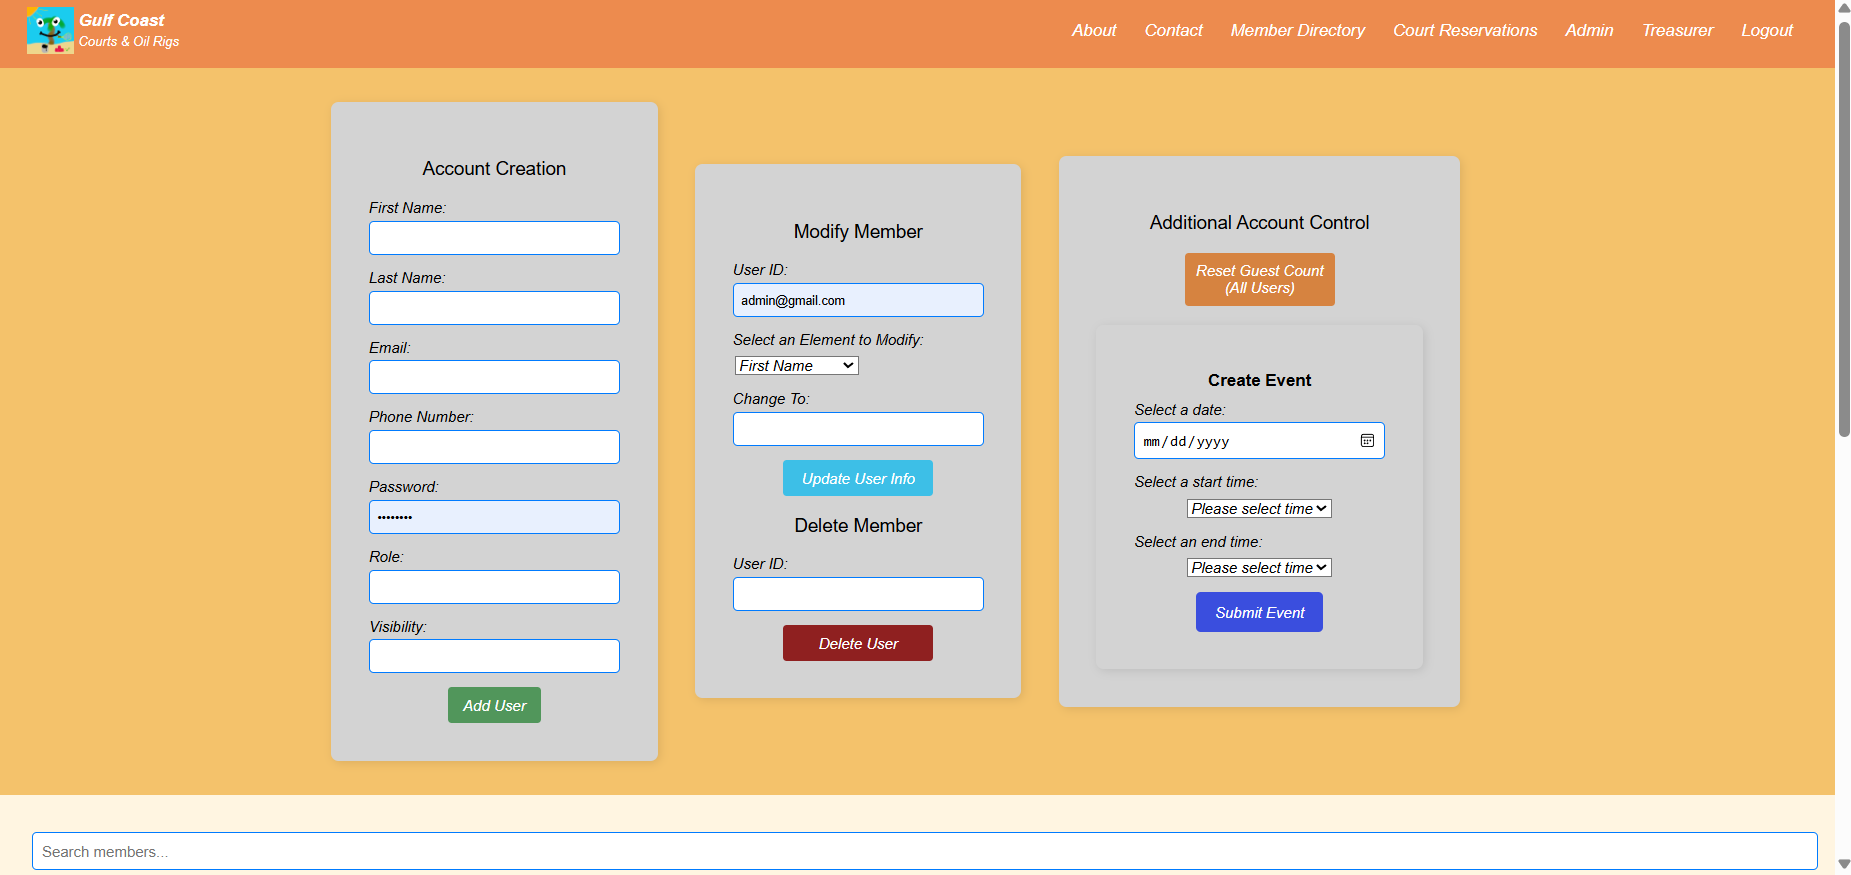 Gulf Coast
Courts & Oil Rigs
About
Contact
Member Directory
Court Reservations
Admin
Treasurer
Logout
Account Creation
First Name:
Last Name:
Email:
Phone Number:
Password:
••••••••
Role:
Visibility:
Add User
Modify Member
User ID:
admin@gmail.com
Select an Element to Modify:
First Name
Change To:
Update User Info
Delete Member
User ID:
Delete User
Additional Account Control
Reset Guest Count
(All Users)
Create Event
Select a date:
mm/dd/yyyy
Select a start time:
Please select time
Select an end time:
Please select time
Submit Event
Search members...